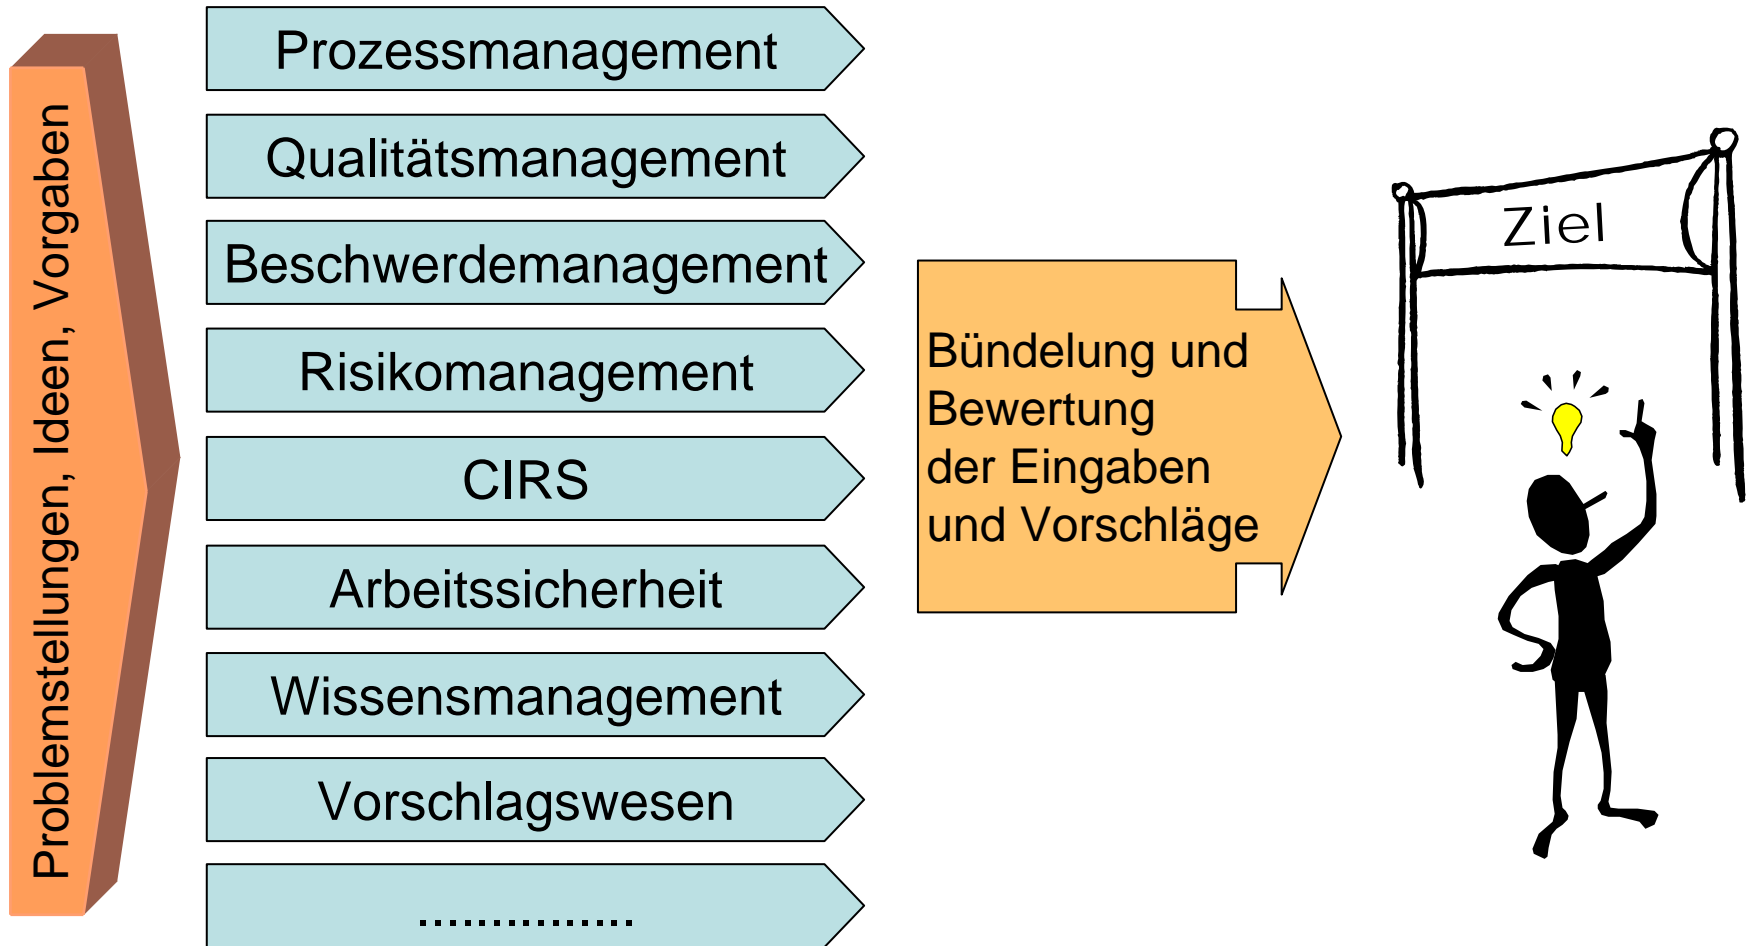 Problemstellungen, Ideen, Vorgaben
Prozessmanagement
Qualitätsmanagement
Beschwerdemanagement
Risikomanagement
CIRS
Arbeitssicherheit
Wissensmanagement
Vorschlagswesen
...............
Bündelung und
Bewertung
der Eingaben
und Vorschläge
Ziel